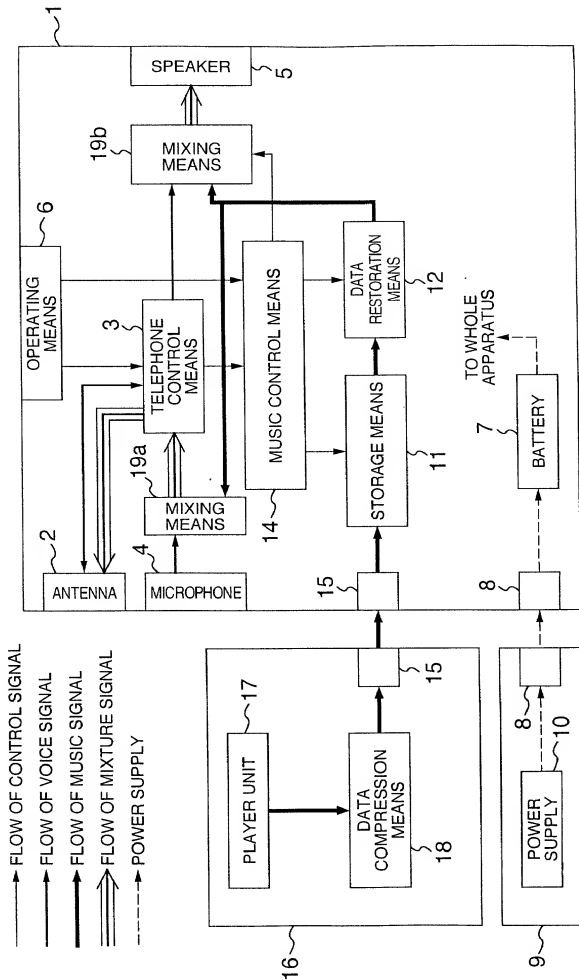 FLOW OF CONTROL SIGNAL
FLOW OF VOICE SIGNAL
FLOW OF MUSIC SIGNAL
FLOW OF MIXTURE SIGNAL
POWER SUPPLY
1
2
ANTENNA
4
MICROPHONE
19a
MIXING
MEANS
3
TELEPHONE
CONTROL
MEANS
6
OPERATING
MEANS
19b
MIXING
MEANS
SPEAKER
5
MUSIC CONTROL MEANS
14
15
STORAGE MEANS
11
DATA
RESTORATION
MEANS
12
8
BATTERY
7
TO WHOLE
APPARATUS
16
PLAYER UNIT
17
DATA
COMPRESSION
MEANS
18
15
9
POWER
SUPPLY
10
8